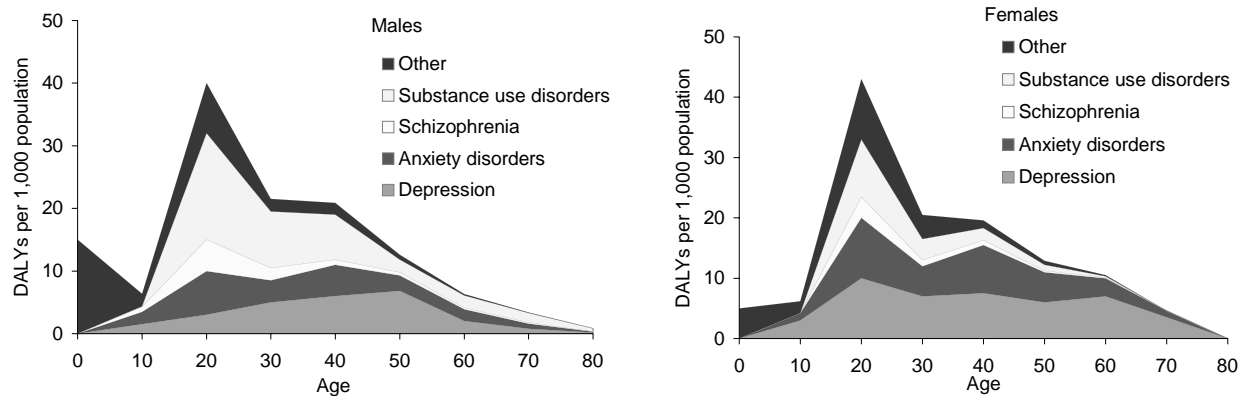 Males
DALYs per 1,000 population
50
40
30
20
10
0
Other
Substance use disorders
Schizophrenia
Anxiety disorders
Depression
0 10 20 30 40 50 60 70 80
Age
Females
DALYs per 1,000 population
50
40
30
20
10
0
Other
Substance use disorders
Schizophrenia
Anxiety disorders
Depression
0 10 20 30 40 50 60 70 80
Age